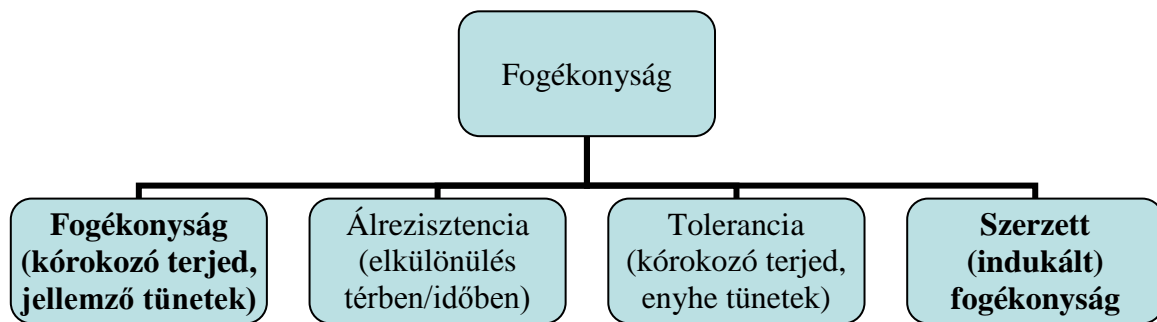 Fogékonyság
Fogékonyság
(kórokozó terjed,
jellemző tünetek)
Álrezisztencia
(elkülönülés
térben/időben)
Tolerancia
(kórokozó terjed,
enyhe tünetek)
Szerzett
(indukált)
fogékonyság